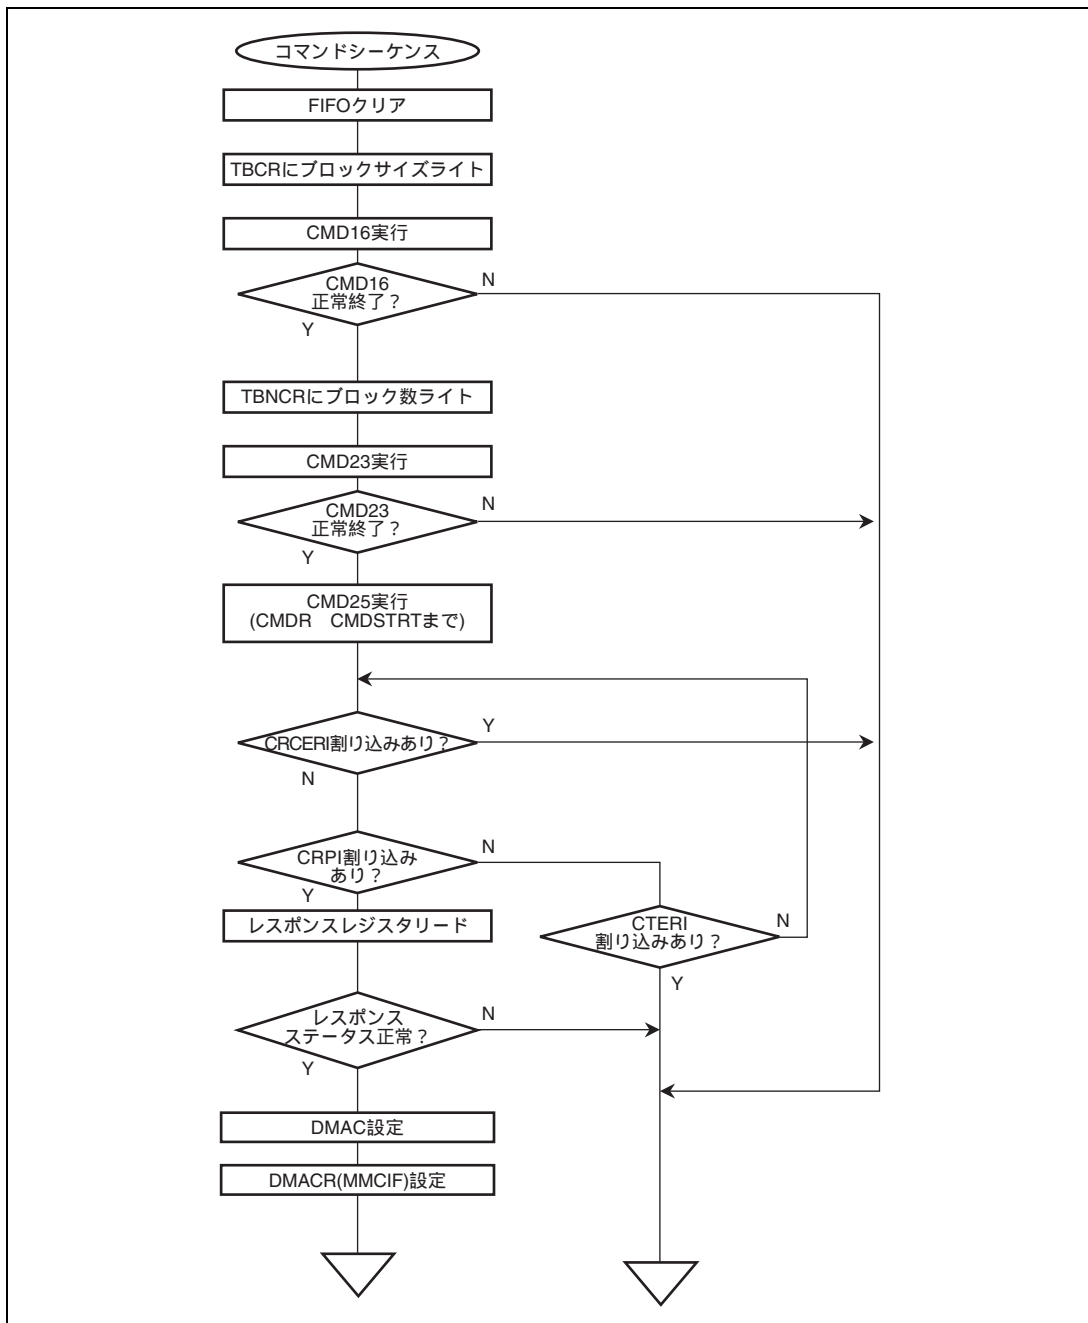 コマンドシーケンス
FIFOクリア
TBCRにブロックサイズライト
CMD16実行
CMD16
正常終了？
N
Y
TBNCRにブロック数ライト
CMD23実行
CMD23
正常終了？
N
Y
CMD25実行
(CMDR　CMDSTRTまで)
CRCERI割り込みあり？
Y
N
CRPI割り込み
あり？
N
Y
レスポンスレジスタリード
CTERI
割り込みあり？
N
Y
レスポンス
ステータス正常？
N
Y
DMAC設定
DMACR(MMCIF)設定